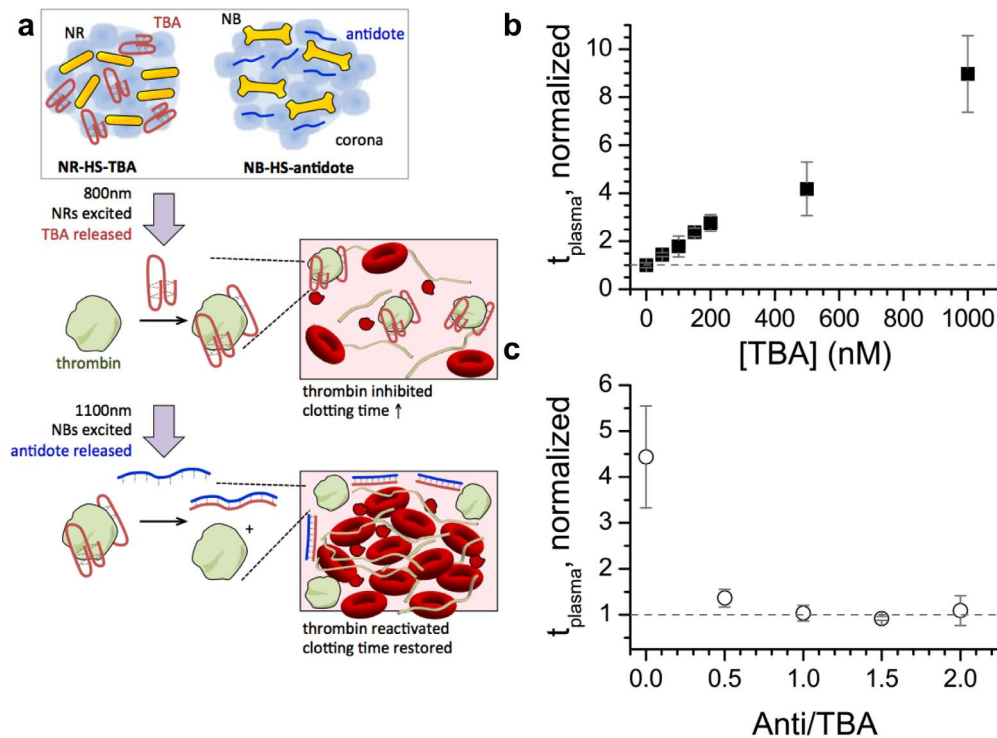 a
NR
TBA
NB
antidote
corona
NR-HS-TBA
NB-HS-antidote
800nm
NRs excited
TBA released
thrombin
thrombin inhibited
clotting time ↑
1100nm
NBs excited
antidote released
+
thrombin reactivated
clotting time restored
b
t plasma, normalized
10
8
6
4
2
0
0 200 400 600 800 1000
[TBA] (nM)
c
t plasma, normalized
6
5
4
3
2
1
0.0 0.5 1.0 1.5 2.0
Anti/TBA